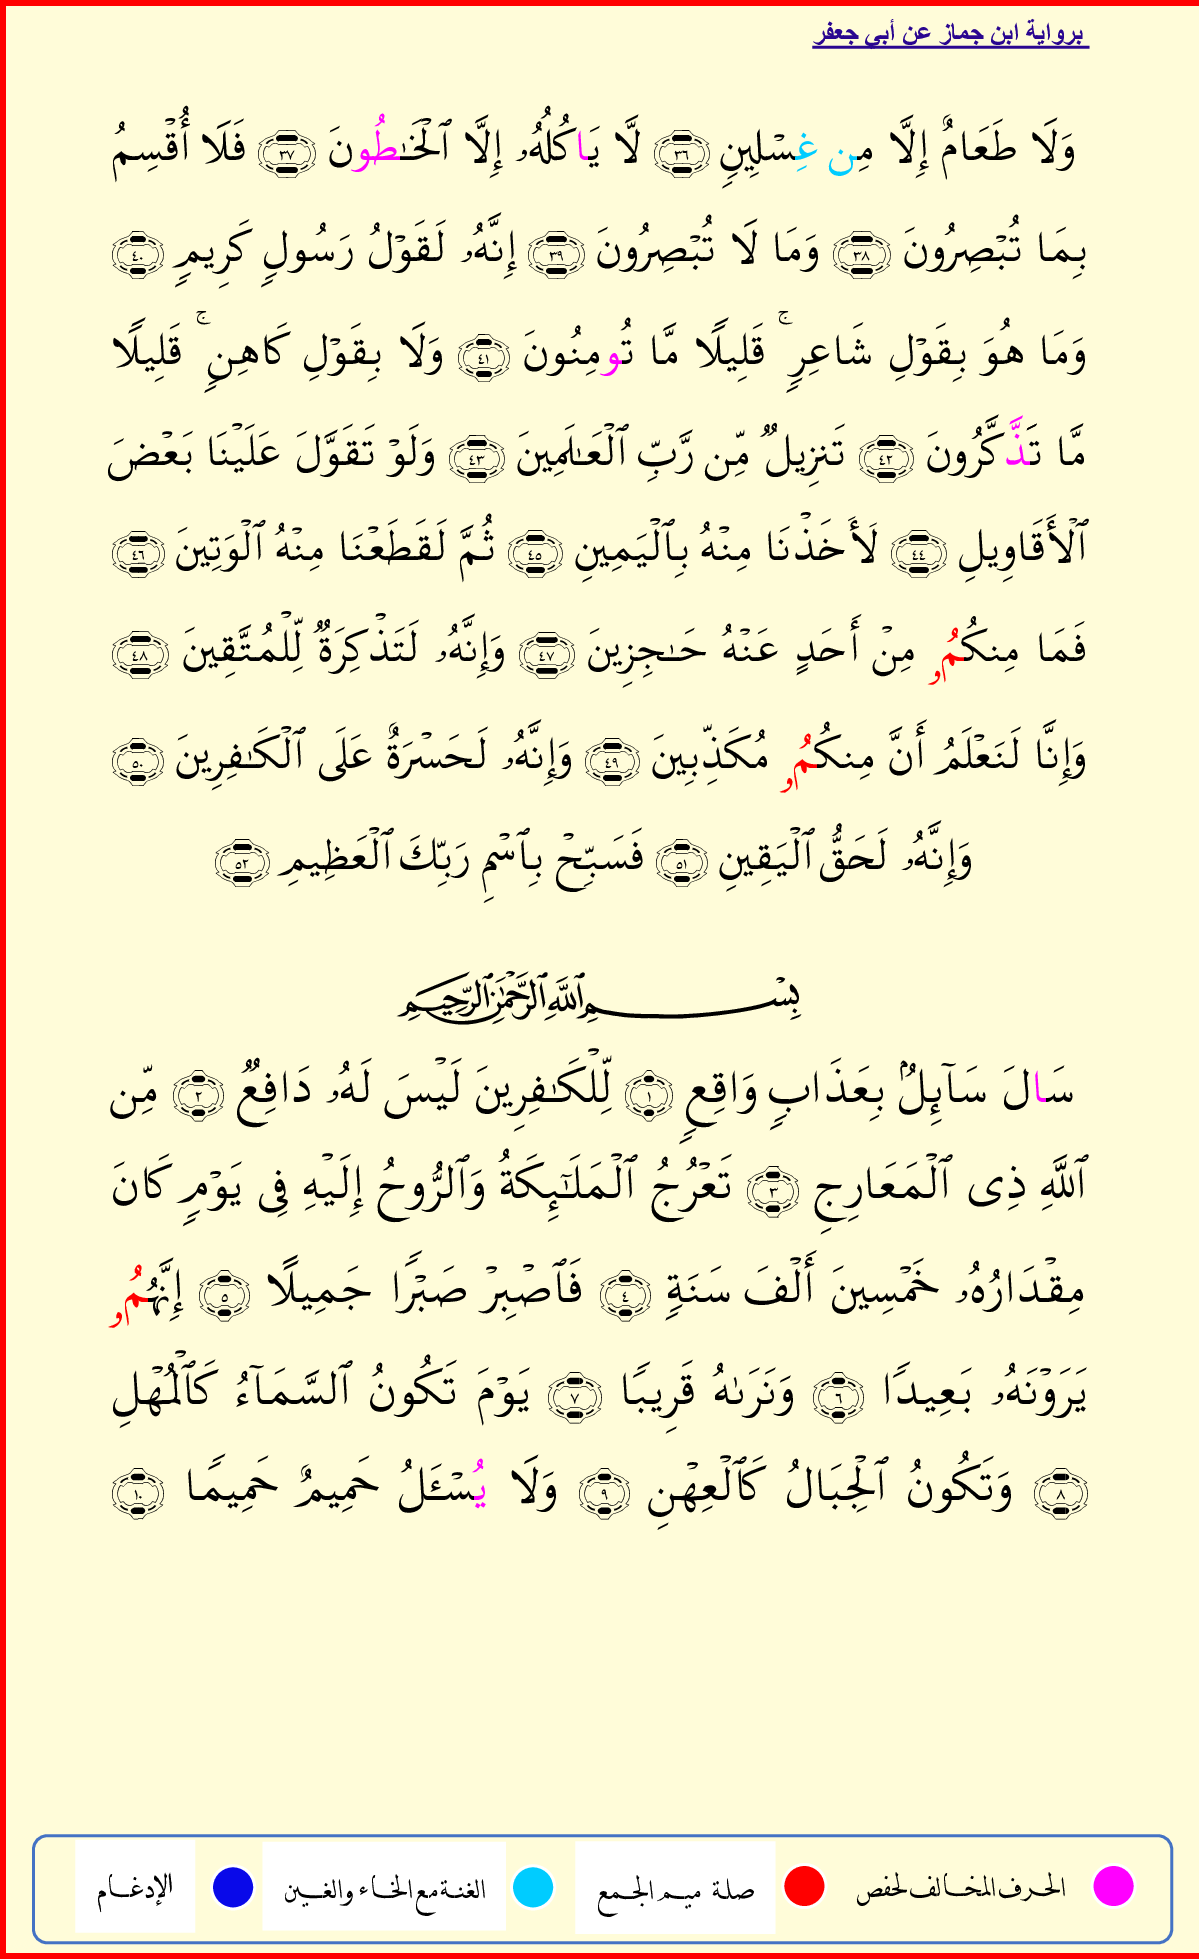 برواية ابن جماز عن أبي جعفر
وَلَا طَعَامٌ إِلَّا مِن غِسْلِينٍ ٣٦ لَّا يَاكُلُهُۥ إِلَّا ٱلْخَٰطُونَ ٣٧ فَلَا أُقْسِمُ
بِمَا تُبْصِرُونَ ٣٨ وَمَا لَا تُبْصِرُونَ ٣٩ إِنَّهُۥ لَقَوْلُ رَسُولٍ كَرِيمٍ ٤٠
وَمَا هُوَ بِقَوْلِ شَاعِرٍ ۚ قَلِيلًا مَّا تُومِنُونَ ٤١ وَلَا بِقَوْلِ كَاهِنٍ ۚ قَلِيلًا
مَّا تَذَّكَّرُونَ ٤٢ تَنزِيلٌ مِّن رَّبِّ ٱلْعَٰلَمِينَ ٤٣ وَلَوْ تَقَوَّلَ عَلَيْنَا بَعْضَ
ٱلْأَقَاوِيلِ ٤٤ لَأَخَذْنَا مِنْهُ بِٱلْيَمِينِ ٤٥ ثُمَّ لَقَطَعْنَا مِنْهُ ٱلْوَتِينَ ٤٦
فَمَا مِنكُمُۥ مِنْ أَحَدٍ عَنْهُ حَٰجِزِينَ ٤٧ وَإِنَّهُۥ لَتَذْكِرَةٌ لِّلْمُتَّقِينَ ٤٨
وَإِنَّا لَنَعْلَمُ أَنَّ مِنكُمُۥ مُكَذِّبِينَ ٤٩ وَإِنَّهُۥ لَحَسْرَةٌ عَلَى ٱلْكَٰفِرِينَ ٥٠
وَإِنَّهُۥ لَحَقُّ ٱلْيَقِينِ ٥١ فَسَبِّحْ بِٱسْمِ رَبِّكَ ٱلْعَظِيمِ ٥٢
بِسْمِ ٱللَّهِ ٱلرَّحْمَٰنِ ٱلرَّحِيمِ
سَالَ سَآئِلٌۢ بِعَذَابٍ وَاقِعٍ ١ لِّلْكَٰفِرِينَ لَيْسَ لَهُۥ دَافِعٌ ٢ مِّن
ٱللَّهِ ذِى ٱلْمَعَارِجِ ٣ تَعْرُجُ ٱلْمَلَٰٓئِكَةُ وَٱلرُّوحُ إِلَيْهِ فِى يَوْمٍ كَانَ
مِقْدَارُهُۥ خَمْسِينَ أَلْفَ سَنَةٍ ٤ فَٱصْبِرْ صَبْرًا جَمِيلًا ٥ إِنَّهُمُۥ
يَرَوْنَهُۥ بَعِيدًا ٦ وَنَرَىٰهُ قَرِيبًا ٧ يَوْمَ تَكُونُ ٱلسَّمَآءُ كَٱلْمُهْلِ
٨ وَتَكُونُ ٱلْجِبَالُ كَٱلْعِهْنِ ٩ وَلَا يُسْـَٔلُ حَمِيمٌ حَمِيمًا ١٠
الحرف المخالف لحفص صلة ميم الجمع الغنة مع الخاء والغين الإدغام